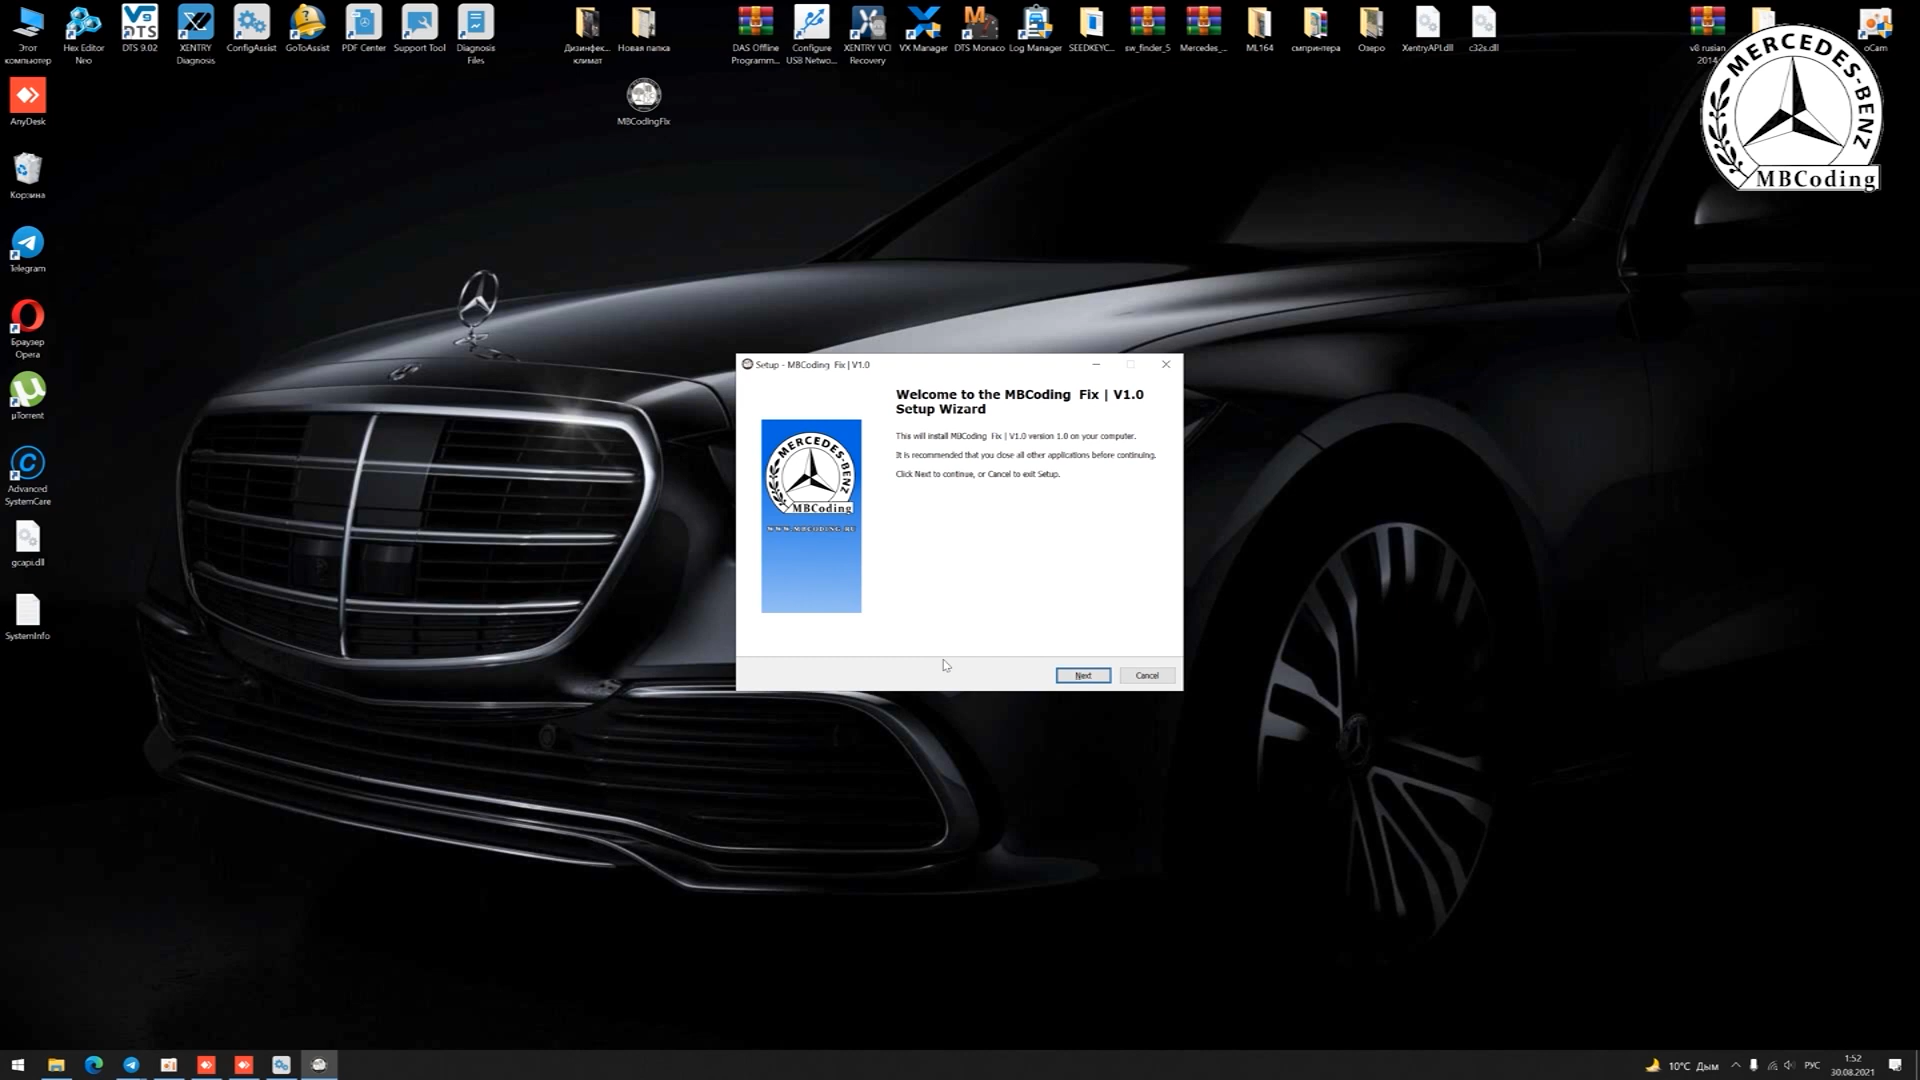 Этот
компьютер
Hex Editor
Neo
DTS 9.02
XENTRY
Diagnosis
ConfigAssist
GoToAssist
PDF Center
Support Tool
Diagnosis
Files
Дизинфек...
климат
Новая папка
DAS Offline
Programm...
Configure
USB Netwo...
XENTRY VCI
Recovery
VX Manager
DTS Monaco
Log Manager
SEEDKEYC...
sw_finder_5
Mercedes_...
ML164
смпринтера
Озеро
XentryAPI.dll
c32s.dll
v8 rusian
2014
oCam
MERCEDES-BENZ
MBCoding
AnyDesk
MBCodingFix
Корзина
Telegram
Браузер
Opera
µTorrent
Advanced
SystemCare
gcapi.dll
SystemInfo
Setup - MBCoding Fix | V1.0
Welcome to the MBCoding Fix | V1.0
Setup Wizard
This will install MBCoding Fix | V1.0 version 1.0 on your computer.
It is recommended that you close all other applications before continuing.
Click Next to continue, or Cancel to exit Setup.
MERCEDES-BENZ
MBCoding
WWW.MBCODING.RU
Next
Cancel
10°C Дым
РУС
1:52
30.08.2021